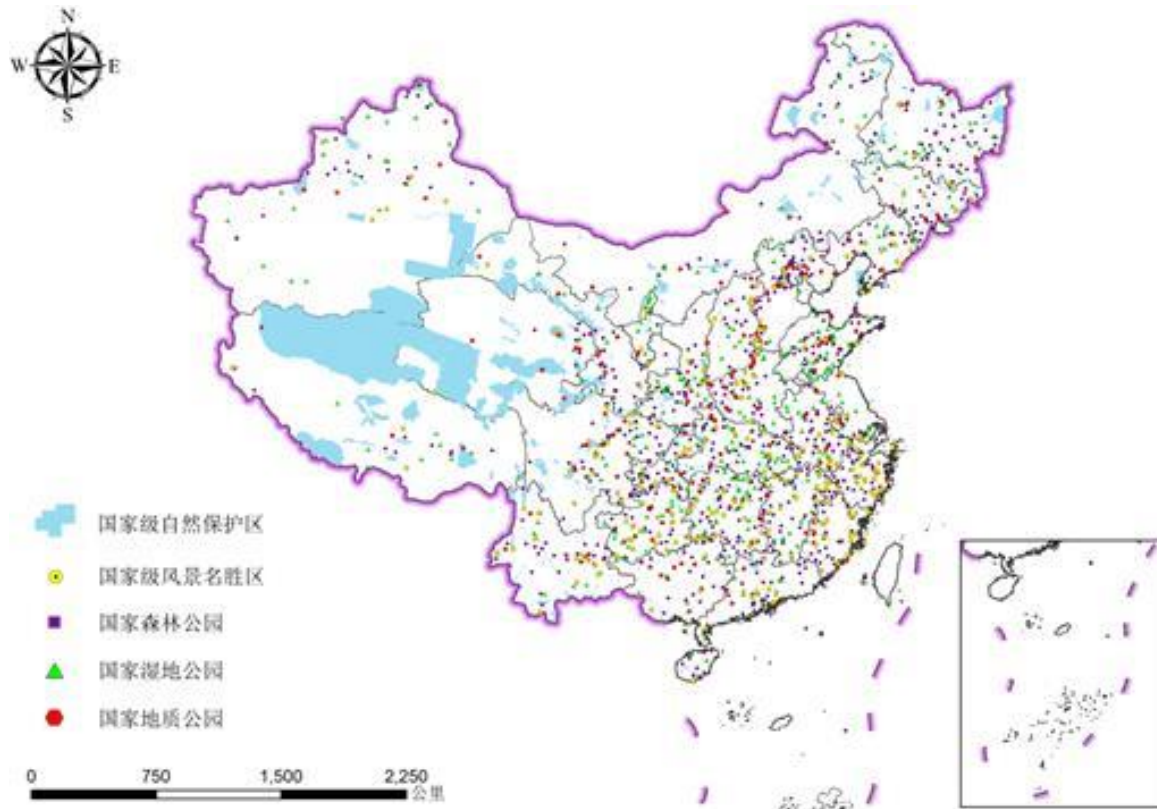 N
W E
S
国家级自然保护区
国家级风景名胜区
国家森林公园
国家湿地公园
国家地质公园
0 750 1,500 2,250
公里